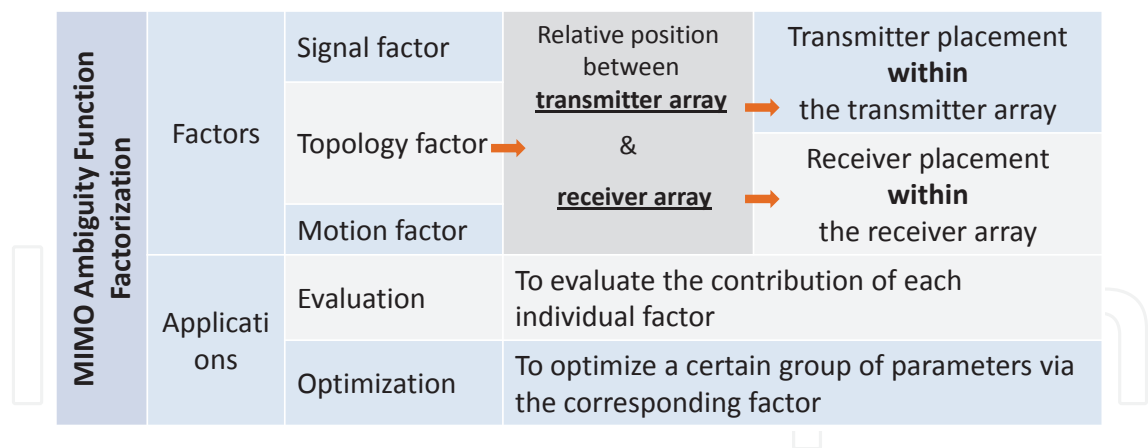 MIMO Ambiguity Function
Factorization
Factors
Signal factor
Topology factor
Motion factor
Relative position
between
transmitter array
&
receiver array
Transmitter placement
within
the transmitter array
Receiver placement
within
the receiver array
Applicati
ons
Evaluation
To evaluate the contribution of each
individual factor
Optimization
To optimize a certain group of parameters via
the corresponding factor